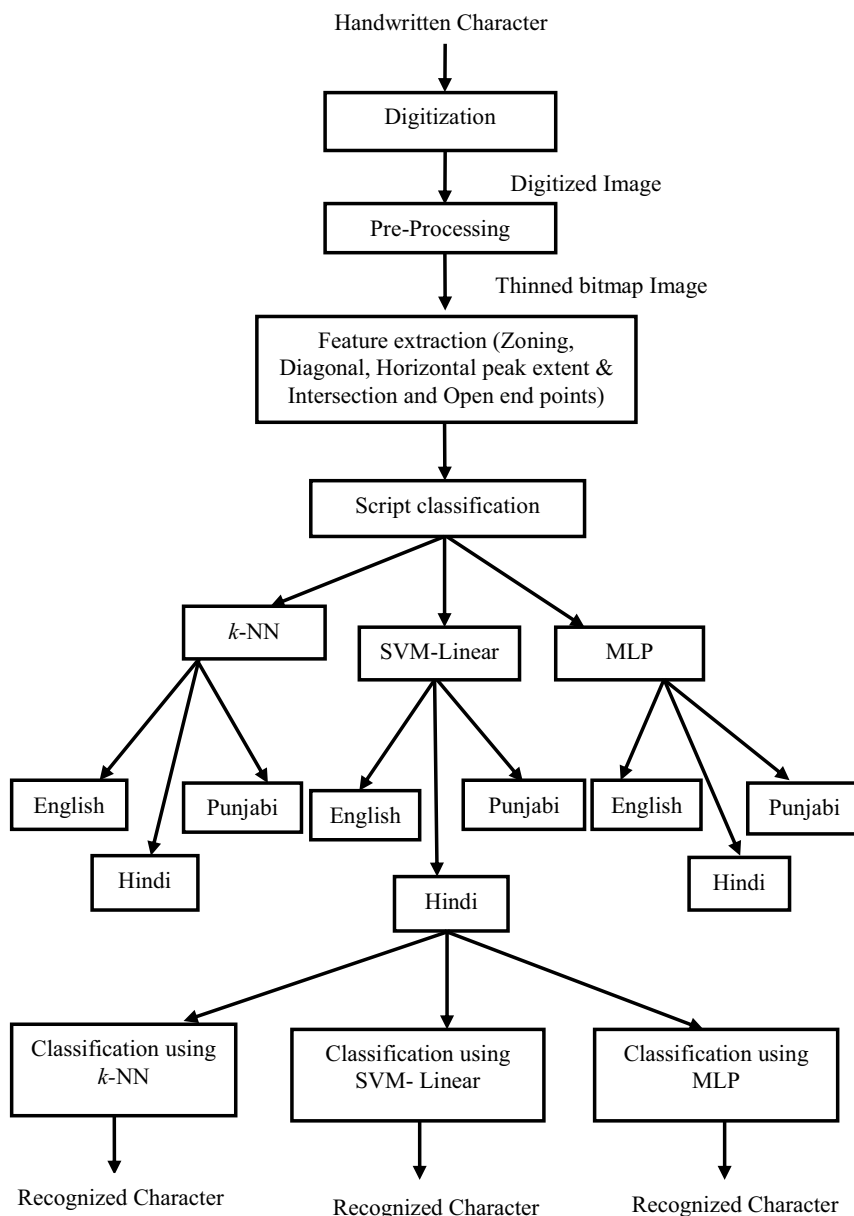 Handwritten Character
Digitization
Digitized Image
Pre-Processing
Thinned bitmap Image
Feature extraction (Zoning,
Diagonal, Horizontal peak extent &
Intersection and Open end points)
Script classification
k-NN
SVM-Linear
MLP
English
Hindi
Punjabi
English
Hindi
Punjabi
English
Hindi
Punjabi
Classification using
k-NN
Classification using
SVM- Linear
Classification using
MLP
Recognized Character
Recognized Character
Recognized Character